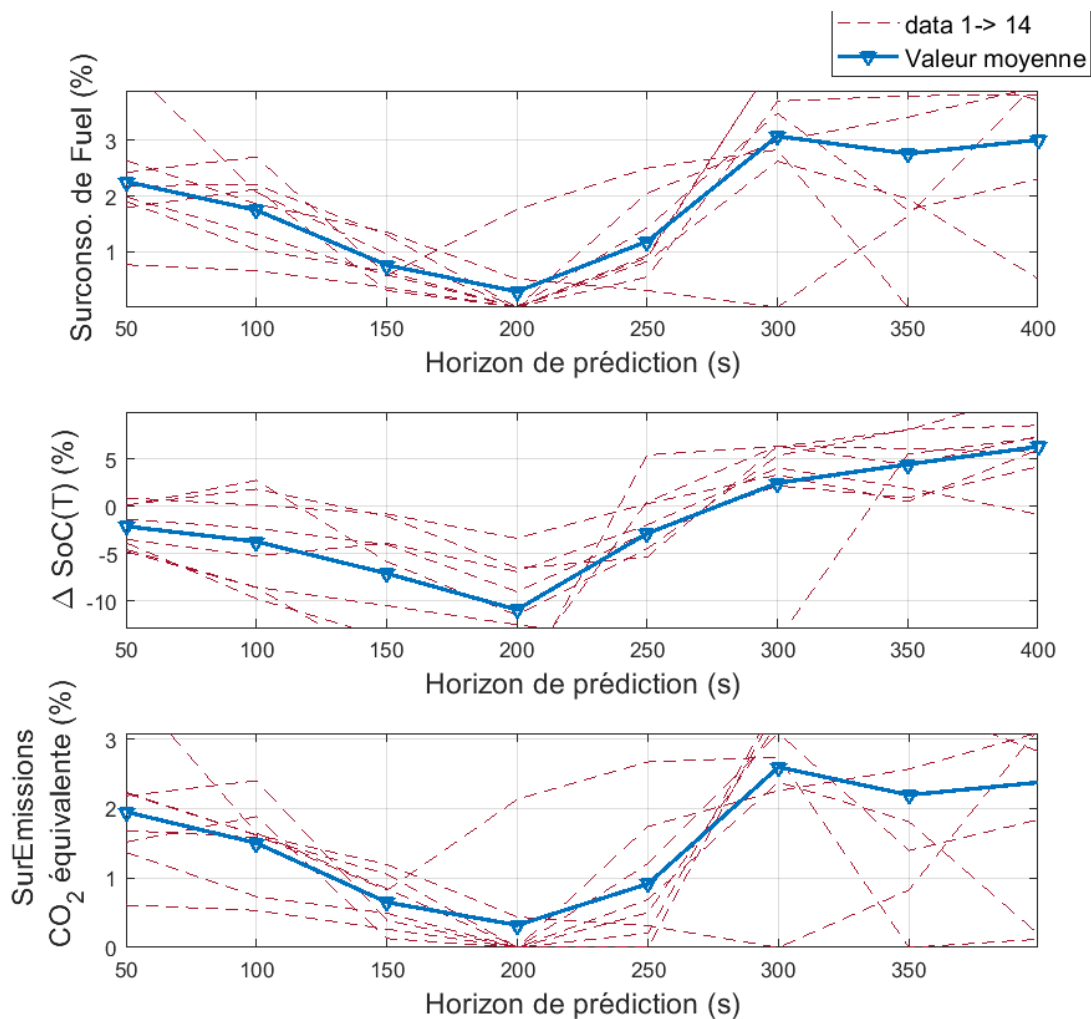 data 1-> 14
Valeur moyenne
Surconso. de Fuel (%)
3
2
1
50 100 150 200 250 300 350 400
Horizon de prédiction (s)
Δ SoC(T) (%)
5
0
-5
-10
50 100 150 200 250 300 350 400
Horizon de prédiction (s)
SurEmissions
CO₂ équivalente (%)
3
2
1
0
50 100 150 200 250 300 350 400
Horizon de prédiction (s)